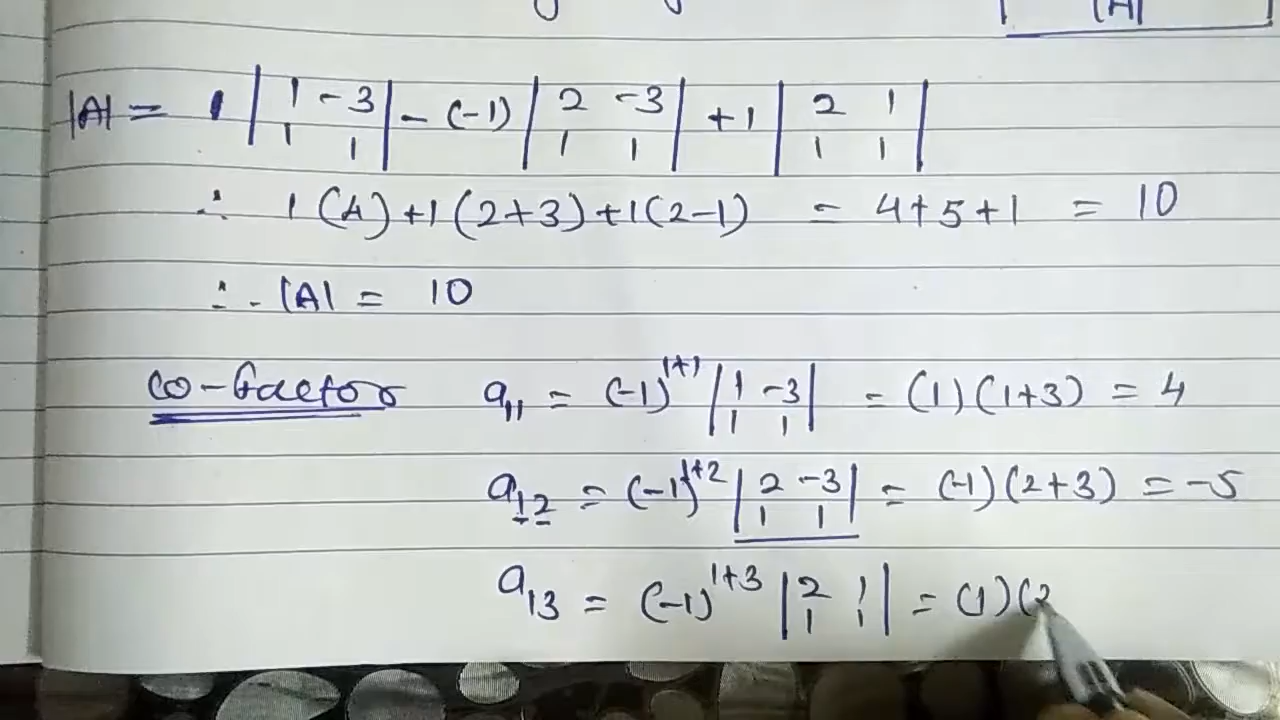 |A|
|A| = 1 | 1 -3 | - (-1) | 2 -3 | +1 | 2 1 |
1 1 1 1 1 1
∴ 1(4)+1(2+3)+1(2-1) = 4+5+1 = 10
∴ |A| = 10
co-factor a11 = (-1)^1+1 | 1 -3 | = (1)(1+3) = 4
1 1
a12 = (-1)^1+2 | 2 -3 | = (-1)(2+3) = -5
1 1
a13 = (-1)^1+3 | 2 1 | = (1)(2
1 1